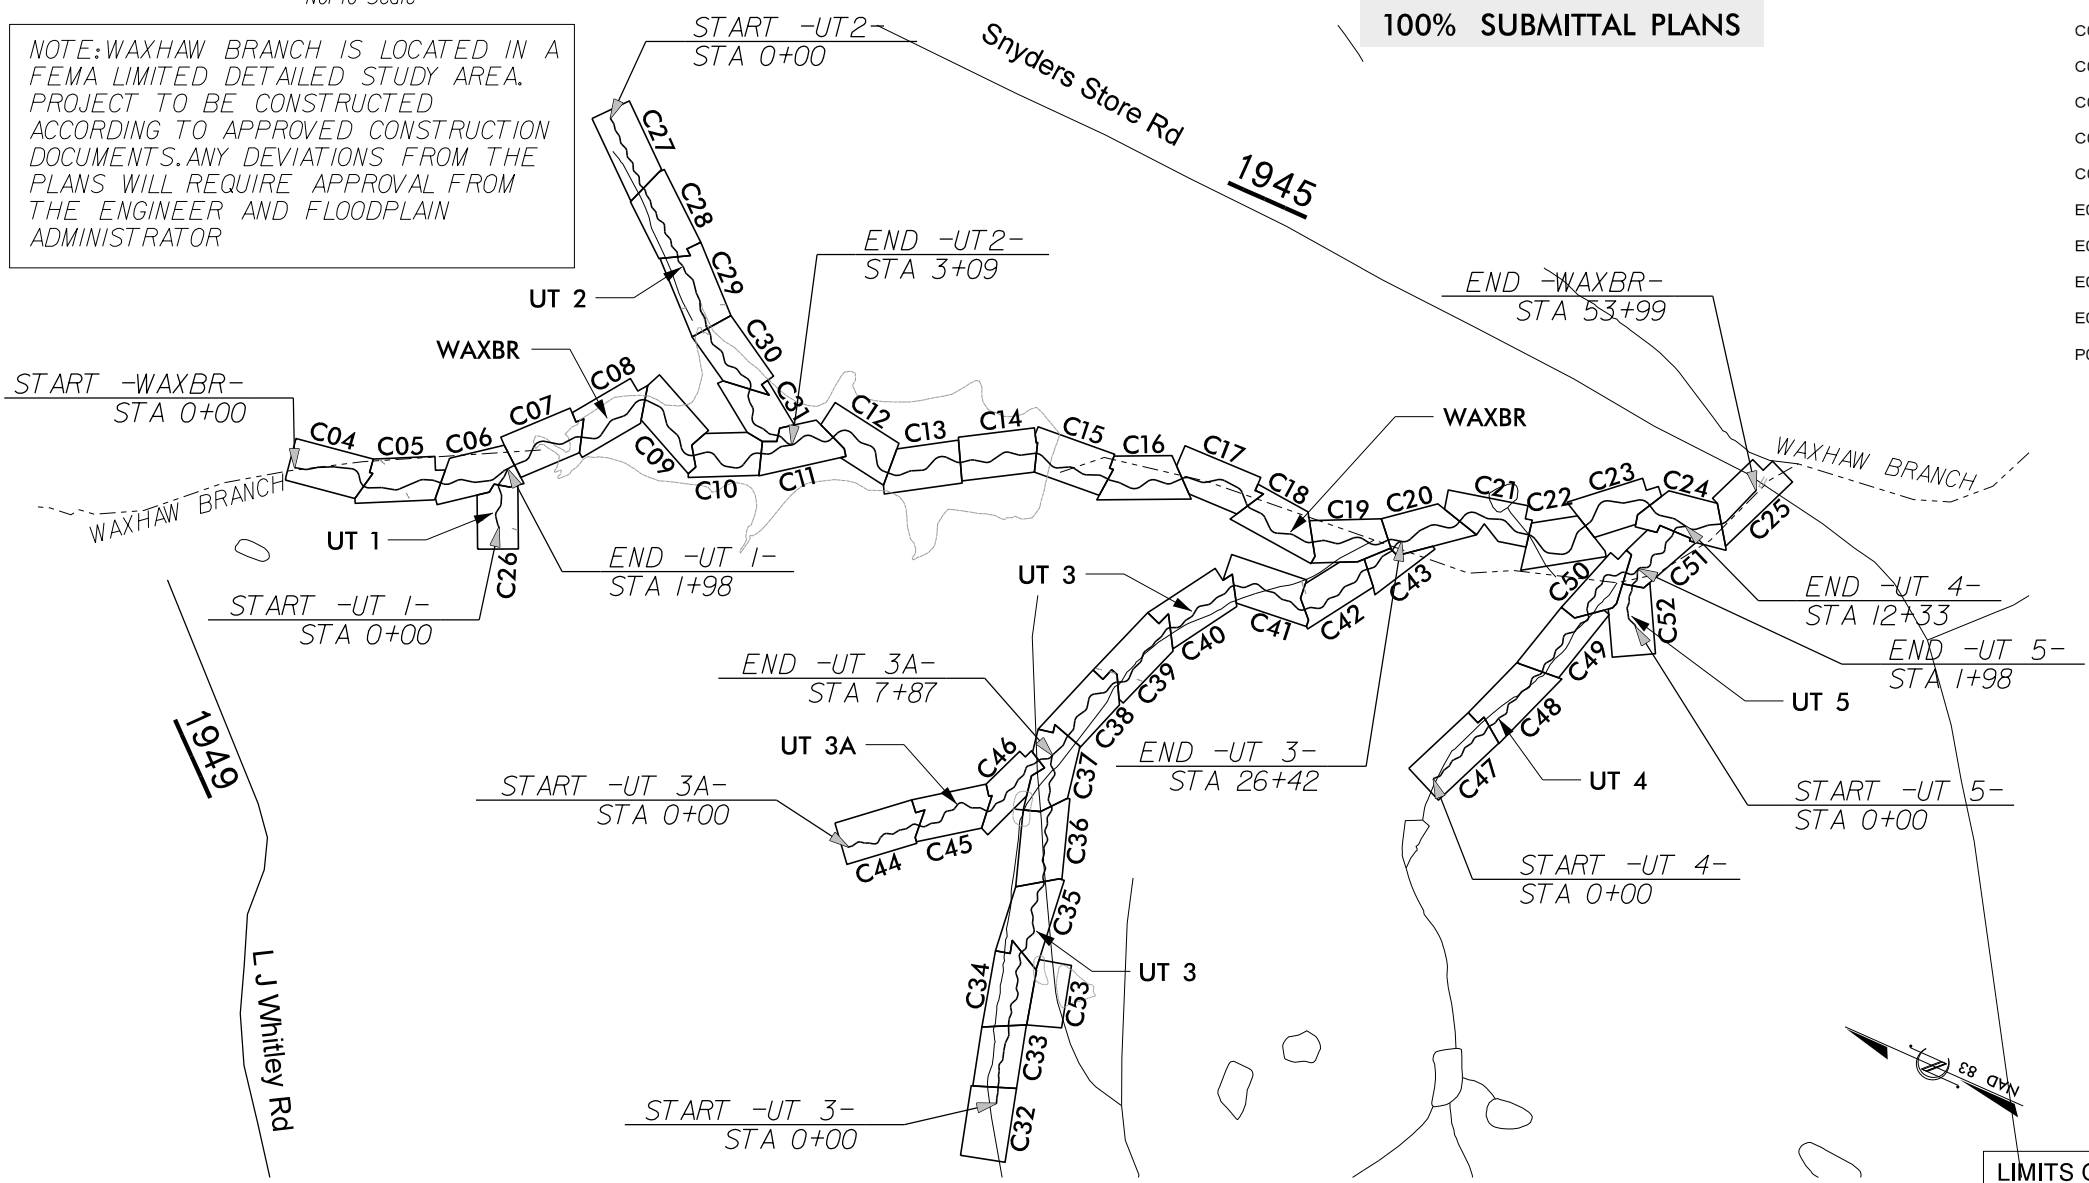 100% SUBMITTAL PLANS
NOTE: WAXHAW BRANCH IS LOCATED IN A
FEMA LIMITED DETAILED STUDY AREA.
PROJECT TO BE CONSTRUCTED
ACCORDING TO APPROVED CONSTRUCTION
DOCUMENTS. ANY DEVIATIONS FROM THE
PLANS WILL REQUIRE APPROVAL FROM
THE ENGINEER AND FLOODPLAIN
ADMINISTRATOR
START -UT2-
STA 0+00
Snyders Store Rd
1945
C27
C28
C29
C30
C31
END -UT2-
STA 3+09
UT 2
WAXBR
START -WAXBR-
STA 0+00
END -WAXBR-
STA 53+99
WAXBR
WAXHAW BRANCH
WAXHAW BRANCH
C04
C05
C06
C07
C08
C09
C10
C11
C12
C13
C14
C15
C16
C17
C18
C19
C20
C21
C22
C23
C24
C25
UT 1
C26
END -UT 1-
STA 1+98
START -UT 1-
STA 0+00
UT 3
C43
C42
C41
C40
C39
C38
C37
C36
C35
C34
C53
C33
C32
C50
C51
C52
C49
C48
C47
END -UT 4-
STA 12+33
END -UT 5-
STA 1+98
UT 5
END -UT 3A-
STA 7+87
UT 3A
C46
C45
C44
START -UT 3A-
STA 0+00
END -UT 3-
STA 26+42
UT 4
START -UT 5-
STA 0+00
START -UT 4-
STA 0+00
1949
L J Whitley Rd
UT 3
START -UT 3-
STA 0+00
NAD 83